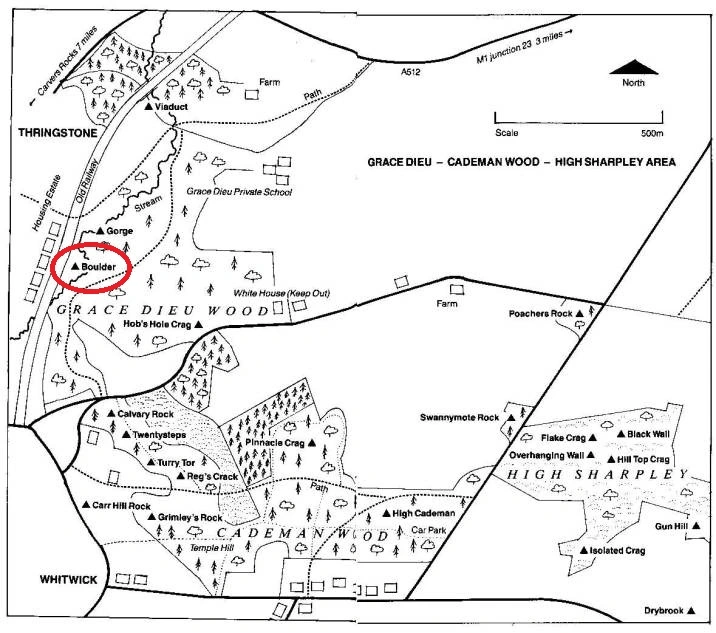 Carvers Rocks 7 miles
M1 junction 23 3 miles →
A512
North
Farm
Viaduct
Path
THRINGSTONE
Scale 500m
GRACE DIEU – CADEMAN WOOD – HIGH SHARPLEY AREA
Old Railway
Housing Estate
Grace Dieu Private School
Stream
Gorge
Boulder
White House (Keep Out)
Farm
GRACE DIEU WOOD
Hob's Hole Crag
Poachers Rock
Calvary Rock
Swannymote Rock
Twentysteps
Pinnacle Crag
Flake Crag
Black Wall
Turry Tor
Overhanging Wall
Hill Top Crag
Reg's Crack
HIGH SHARPLEY
Path
Carr Hill Rock
Grimley's Rock
High Cademan
Car Park
Gun Hill
CADEMAN WOOD
Temple Hill
Isolated Crag
WHITWICK
Drybrook